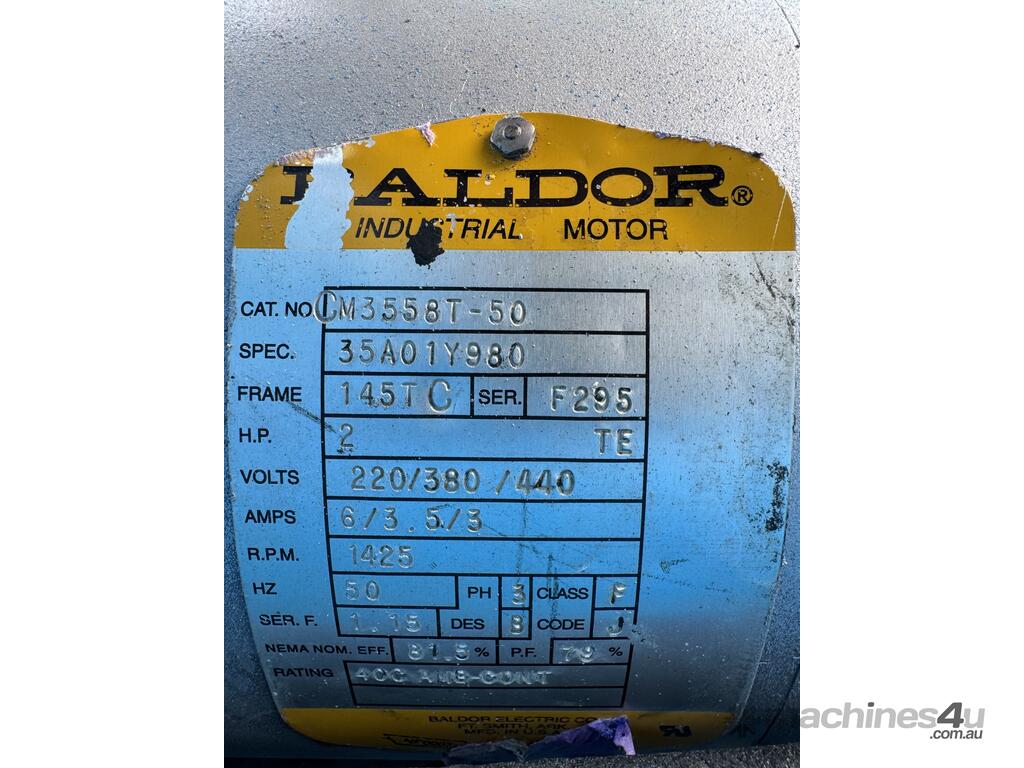 BALDOR®
INDUSTRIAL MOTOR
CAT. NO. CM3558T-50
SPEC. 35A01Y980
FRAME 145TC SER. F295
H.P. 2 TE
VOLTS 220/380/440
AMPS 6/3.5/3
R.P.M. 1425
HZ 50 PH 3 CLASS F
SER. F. 1.15 DES B CODE J
NEMA NOM. EFF. 81.5 % P.F. 79 %
RATING 40C AMB-CONT
BALDOR ELECTRIC CO
FT. SMITH, ARK
MFG. IN U.S.A.
machines4u
.com.au